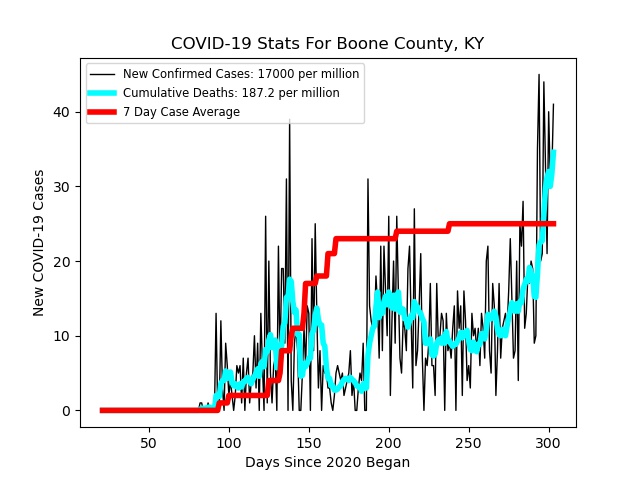 COVID-19 Stats For Boone County, KY
New Confirmed Cases: 17000 per million
Cumulative Deaths: 187.2 per million
7 Day Case Average
New COVID-19 Cases
40
30
20
10
0
50 100 150 200 250 300
Days Since 2020 Began